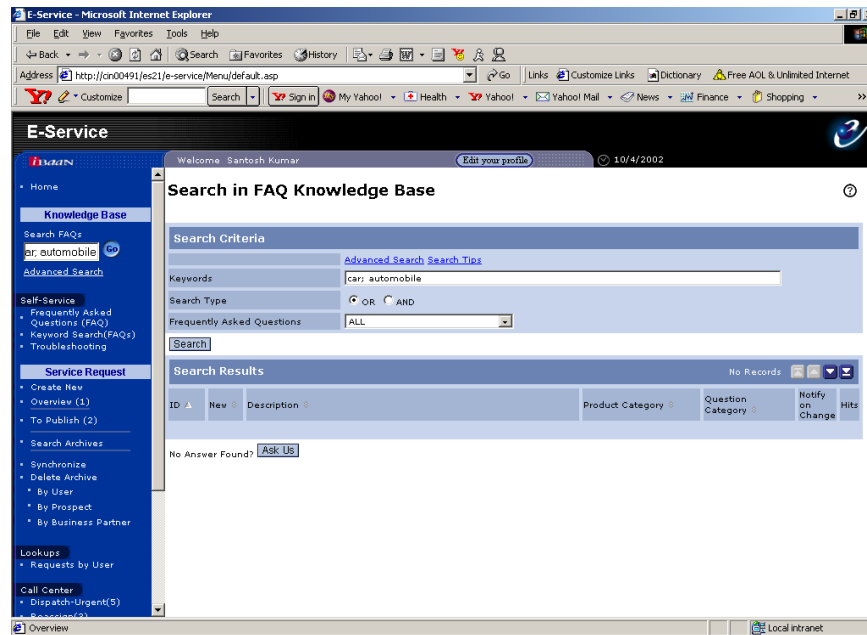 E-Service - Microsoft Internet Explorer
File Edit View Favorites Tools Help
Back Search Favorites History
Address http://cin00491/es21/e-service/Menu/default.asp Go Links Customize Links Dictionary Free AOL & Unlimited Internet
Y! Customize Search Sign in My Yahoo! Health Yahoo! Yahoo! Mail News Finance Shopping »
E-Service
iBaaN Welcome Santosh Kumar Edit your profile 10/4/2002
Home
Knowledge Base
Search FAQs
ar; automobile Go
Advanced Search
Self-Service
Frequently Asked
Questions (FAQ)
Keyword Search(FAQs)
Troubleshooting
Service Request
Create New
Overview (1)
To Publish (2)
Search Archives
Synchronize
Delete Archive
By User
By Prospect
By Business Partner
Lookups
Requests by User
Call Center
Dispatch-Urgent(5)
Reassign(3)
Search in FAQ Knowledge Base ?
Search Criteria
Advanced Search Search Tips
Keywords car; automobile
Search Type OR AND
Frequently Asked Questions ALL
Search
Search Results No Records
ID New Description Product Category Question Category Notify on Change Hits
No Answer Found? Ask Us
Overview Local intranet